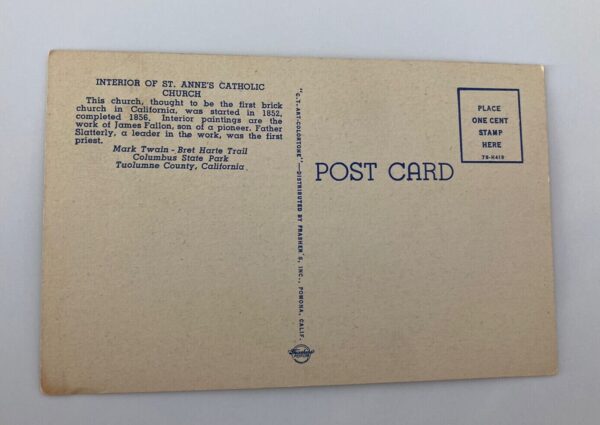 INTERIOR OF ST. ANNE'S CATHOLIC
CHURCH
This church, thought to be the first brick
church in California, was started in 1852,
completed 1856. Interior paintings are the
work of James Fallon, son of a pioneer. Father
Slatterly, a leader in the work, was the first
priest.
Mark Twain - Bret Harte Trail
Columbus State Park
Tuolumne County, California
"C.T. ART-COLORTONE"—DISTRIBUTED BY FRASHER'S, INC., POMONA, CALIF.
POST CARD
PLACE
ONE CENT
STAMP
HERE
7B-H419
Frashers